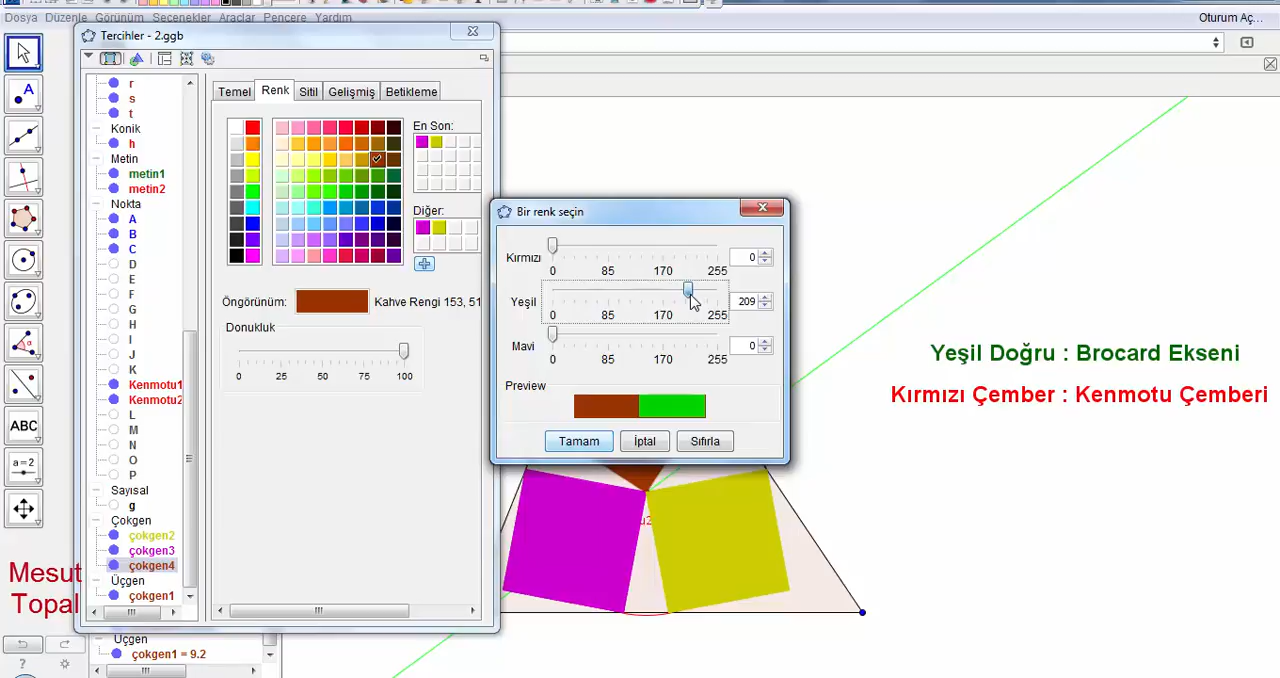 Dosya Düzenle Görünüm Seçenekler Araçlar Pencere Yardım
Oturum Aç...
Tercihler - 2.ggb
r
s
t
Konik
h
Metin
metin1
metin2
Nokta
A
B
C
D
E
F
G
H
I
J
K
Kenmotu1
Kenmotu2
L
M
N
O
P
Sayısal
g
Çokgen
çokgen2
çokgen3
çokgen4
Üçgen
çokgen1
Temel Renk Sitil Gelişmiş Betikleme
En Son:
Diğer:
Öngörünüm: Kahve Rengi 153, 51
Donukluk
0 25 50 75 100
Bir renk seçin
Kırmızı 0
0 85 170 255
Yeşil 209
0 85 170 255
Mavi 0
0 85 170 255
Preview
Tamam İptal Sıfırla
Yeşil Doğru : Brocard Ekseni
Kırmızı Çember : Kenmotu Çemberi
u2
A
ABC
a=2
Mesut
Topal
Üçgen
çokgen1 = 9.2
?